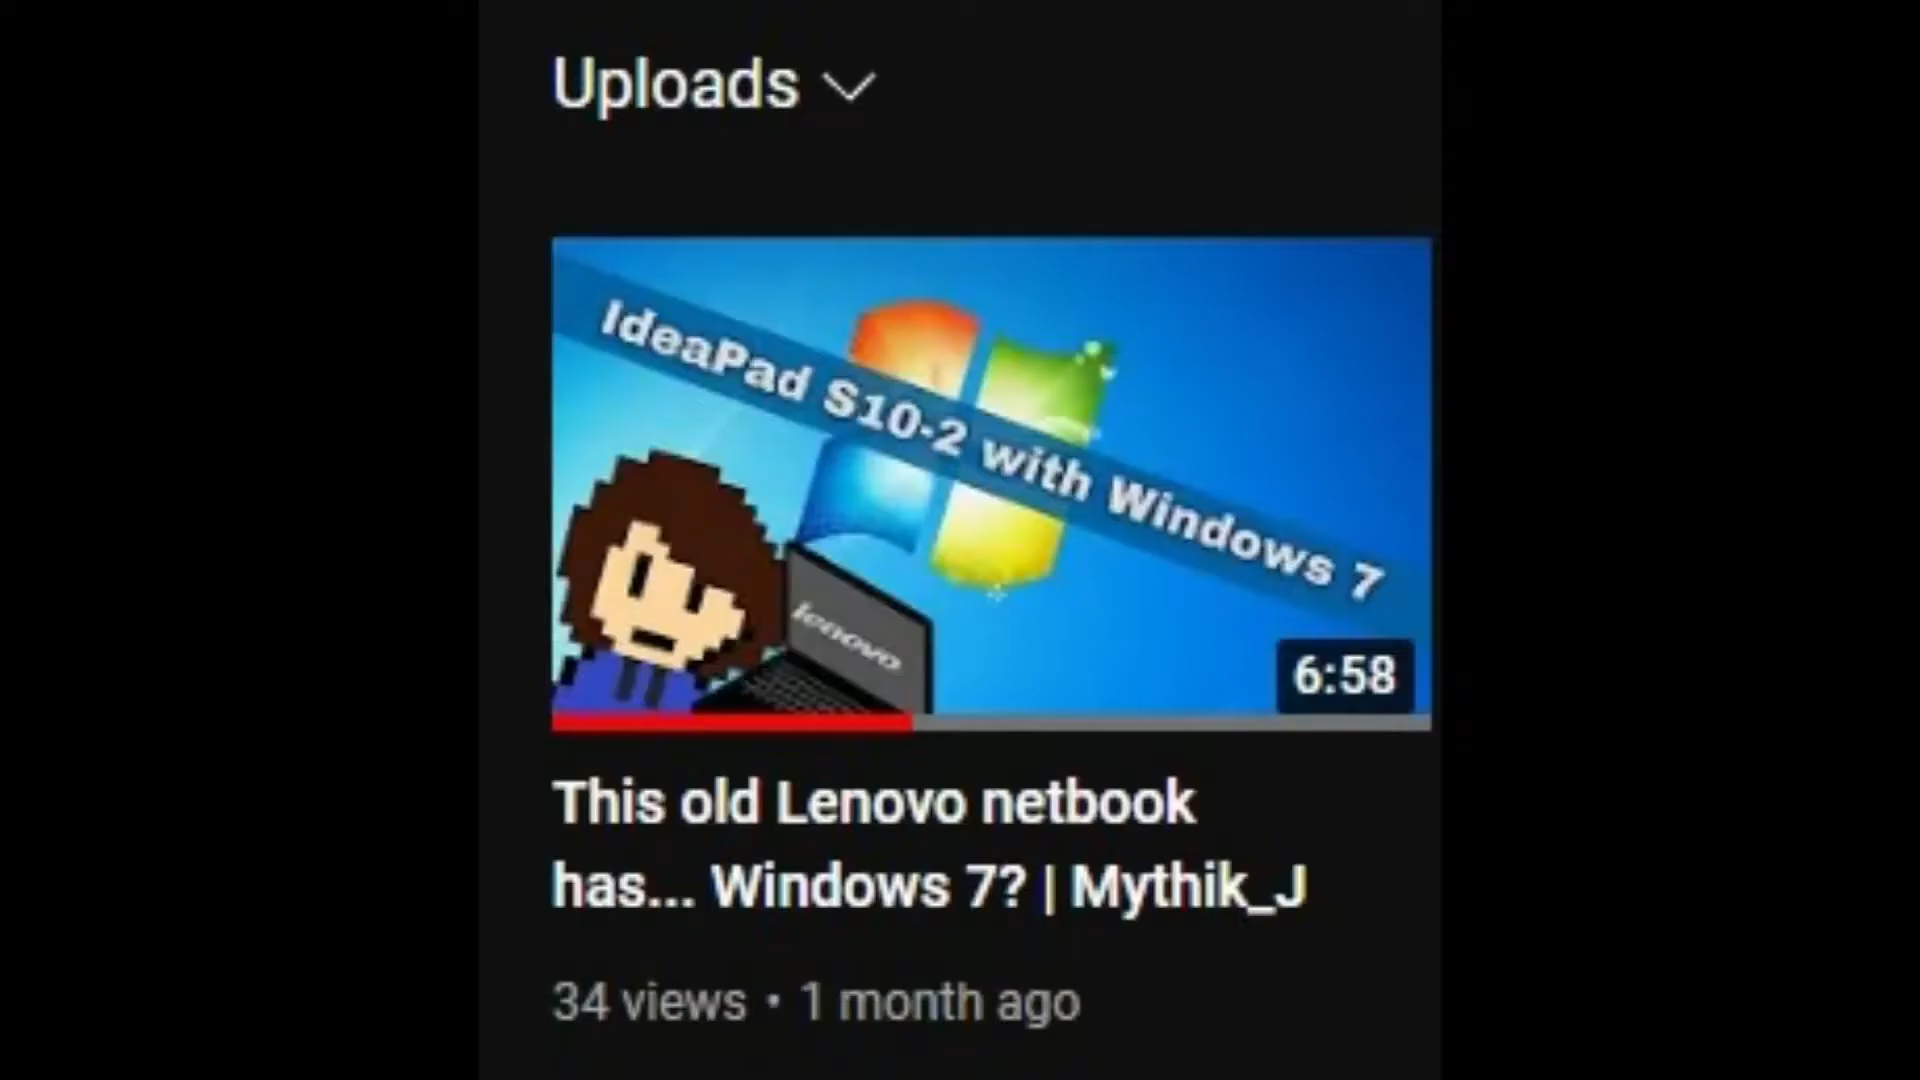 Uploads
IdeaPad S10-2 with Windows 7
lenovo
6:58
This old Lenovo netbook
has... Windows 7? | Mythik_J
34 views • 1 month ago